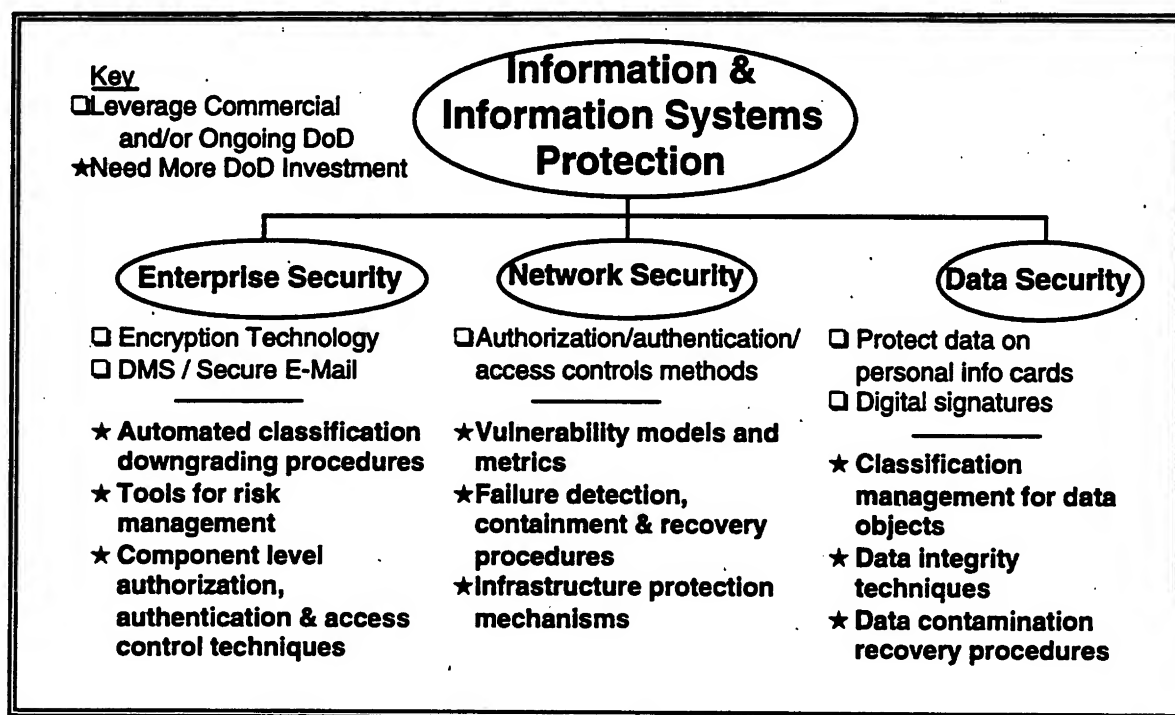 Key
❑Leverage Commercial
and/or Ongoing DoD
★Need More DoD Investment
Information &
Information Systems
Protection
Enterprise Security
❑ Encryption Technology
❑ DMS / Secure E-Mail
★ Automated classification
downgrading procedures
★ Tools for risk
management
★ Component level
authorization,
authentication & access
control techniques
Network Security
❑Authorization/authentication/
access controls methods
★Vulnerability models and
metrics
★Failure detection,
containment & recovery
procedures
★Infrastructure protection
mechanisms
Data Security
❑ Protect data on
personal info cards
❑ Digital signatures
★ Classification
management for data
objects
★ Data integrity
techniques
★ Data contamination
recovery procedures